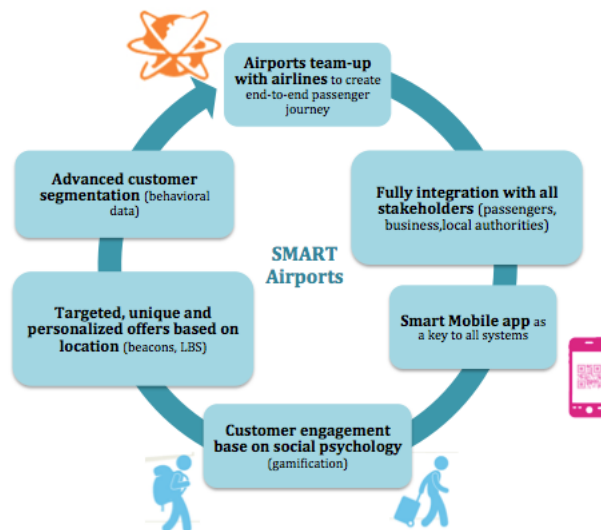 Airports team-up
with airlines to create
end-to-end passenger
journey
Fully integration with all
stakeholders (passengers,
business,local authorities)
Smart Mobile app as
a key to all systems
Customer engagement
base on social psychology
(gamification)
Targeted, unique and
personalized offers based on
location (beacons, LBS)
Advanced customer
segmentation (behavioral
data)
SMART
Airports